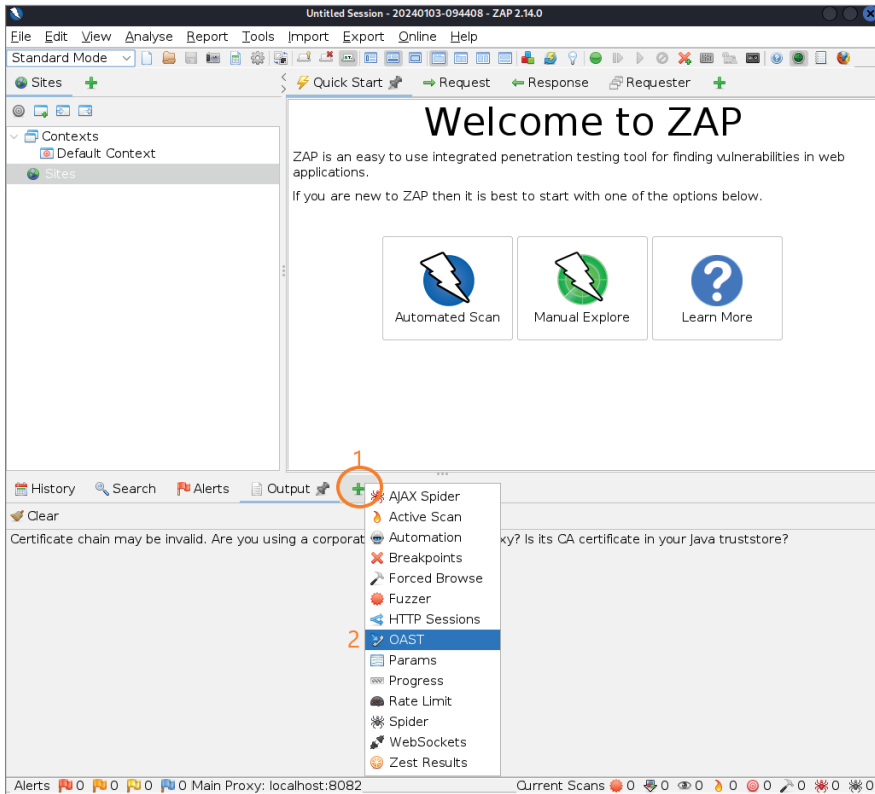 Untitled Session - 20240103-094408 - ZAP 2.14.0
File Edit View Analyse Report Tools Import Export Online Help
Standard Mode
Sites
Quick Start Request Response Requester
Contexts
Default Context
Sites
Welcome to ZAP
ZAP is an easy to use integrated penetration testing tool for finding vulnerabilities in web
applications.
If you are new to ZAP then it is best to start with one of the options below.
Automated Scan Manual Explore Learn More
1
History Search Alerts Output
AJAX Spider
Clear
Active Scan
Certificate chain may be invalid. Are you using a corporat
xy? Is its CA certificate in your Java truststore?
Automation
Breakpoints
Forced Browse
Fuzzer
HTTP Sessions
2 OAST
Params
Progress
Rate Limit
Spider
WebSockets
Zest Results
Alerts 0 0 0 0 Main Proxy: localhost:8082 Current Scans 0 0 0 0 0 0 0 0